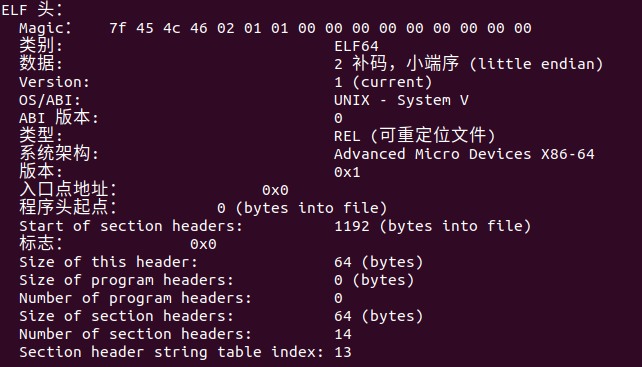 ELF 头：
Magic： 7f 45 4c 46 02 01 01 00 00 00 00 00 00 00 00 00
类别: ELF64
数据: 2 补码，小端序 (little endian)
Version: 1 (current)
OS/ABI: UNIX - System V
ABI 版本: 0
类型: REL (可重定位文件)
系统架构: Advanced Micro Devices X86-64
版本: 0x1
入口点地址： 0x0
程序头起点： 0 (bytes into file)
Start of section headers: 1192 (bytes into file)
标志： 0x0
Size of this header: 64 (bytes)
Size of program headers: 0 (bytes)
Number of program headers: 0
Size of section headers: 64 (bytes)
Number of section headers: 14
Section header string table index: 13